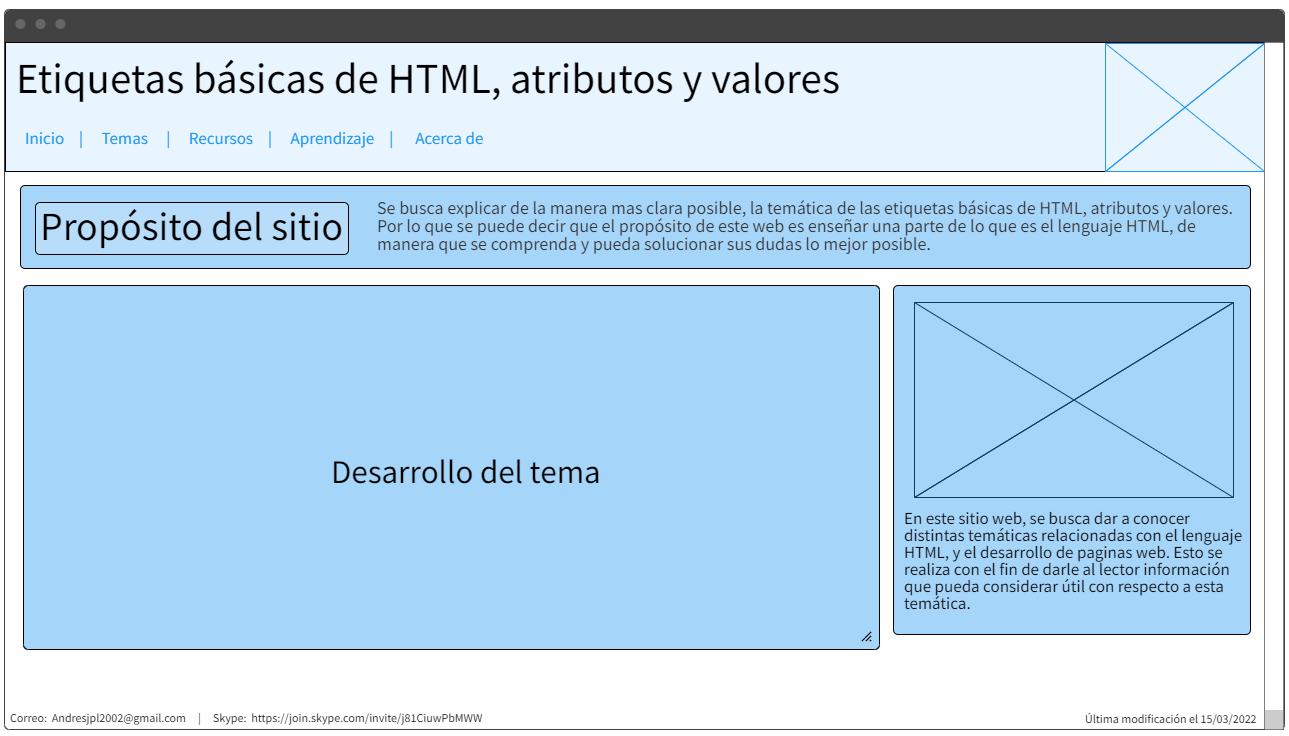 Etiquetas básicas de HTML, atributos y valores
Inicio | Temas | Recursos | Aprendizaje | Acerca de
Propósito del sitio
Se busca explicar de la manera mas clara posible, la temática de las etiquetas básicas de HTML, atributos y valores.
Por lo que se puede decir que el propósito de este web es enseñar una parte de lo que es el lenguaje HTML, de
manera que se comprenda y pueda solucionar sus dudas lo mejor posible.
Desarrollo del tema
En este sitio web, se busca dar a conocer
distintas temáticas relacionadas con el lenguaje
HTML, y el desarrollo de paginas web. Esto se
realiza con el fin de darle al lector información
que pueda considerar útil con respecto a esta
temática.
Correo: Andresjpl2002@gmail.com | Skype: https://join.skype.com/invite/j81CiuwPbMWW
Última modificación el 15/03/2022